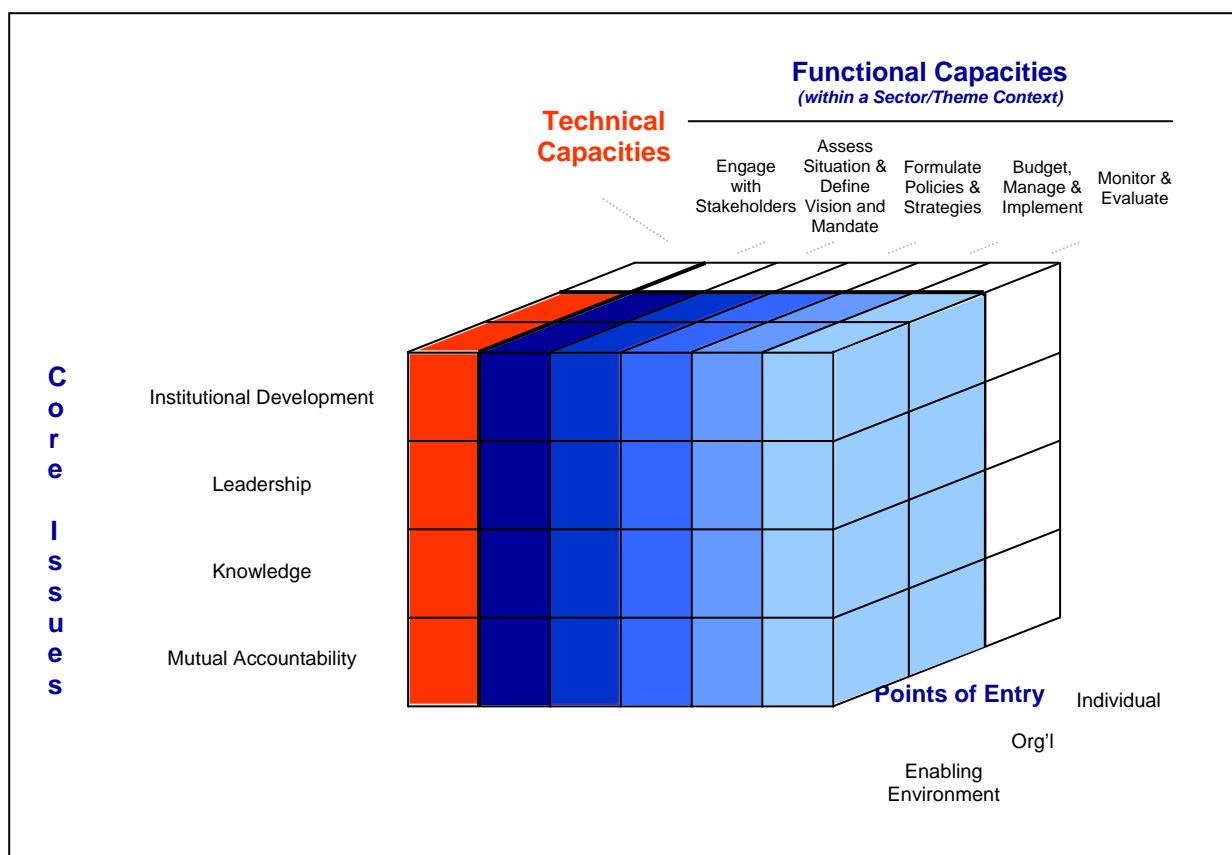 Functional Capacities
(within a Sector/Theme Context)
Technical
Capacities
Engage
with
Stakeholders
Assess
Situation &
Define
Vision and
Mandate
Formulate
Policies &
Strategies
Budget,
Manage &
Implement
Monitor &
Evaluate
Core Issues
Institutional Development
Leadership
Knowledge
Mutual Accountability
Points of Entry
Individual
Org'l
Enabling
Environment